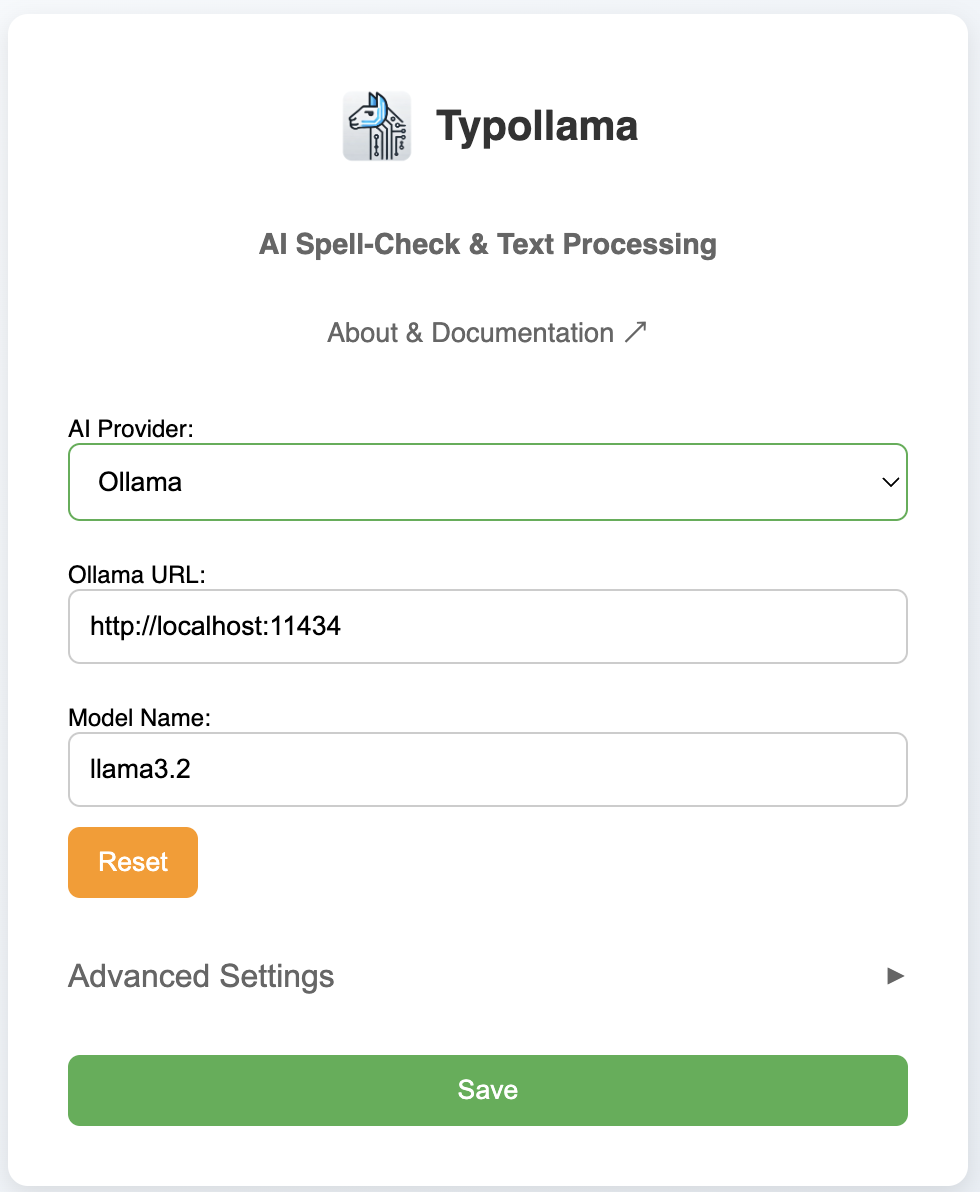 Typollama
AI Spell-Check & Text Processing
About & Documentation ↗
AI Provider:
Ollama
Ollama URL:
http://localhost:11434
Model Name:
llama3.2
Reset
Advanced Settings ►
Save